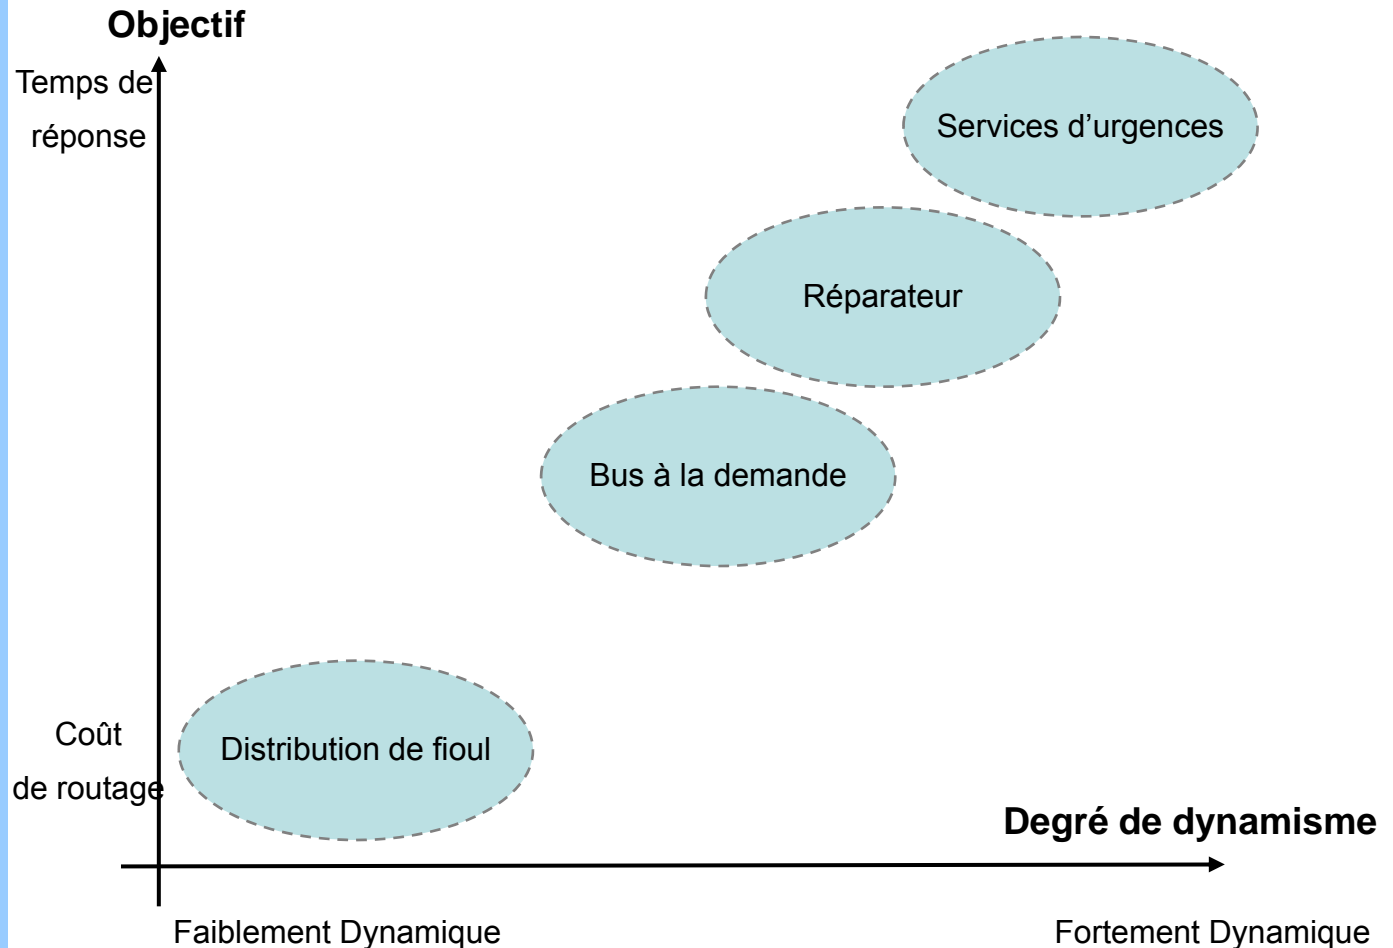 Objectif
Temps de
réponse
Services d'urgences
Réparateur
Bus à la demande
Coût
de routage
Distribution de fioul
Degré de dynamisme
Faiblement Dynamique
Fortement Dynamique